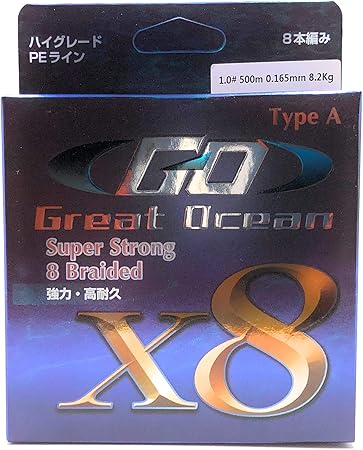 ハイグレード
PEライン
8本編み
1.0# 500m 0.165mm 8.2Kg
Type A
GO
Great Ocean
Super Strong
8 Braided
強力・高耐久
X8